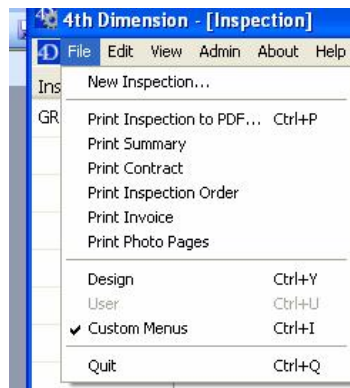 4th Dimension - [Inspection]
4D File Edit View Admin About Help
Ins
New Inspection...
GR
Print Inspection to PDF... Ctrl+P
Print Summary
Print Contract
Print Inspection Order
Print Invoice
Print Photo Pages
Design Ctrl+Y
User Ctrl+U
✔ Custom Menus Ctrl+I
Quit Ctrl+Q